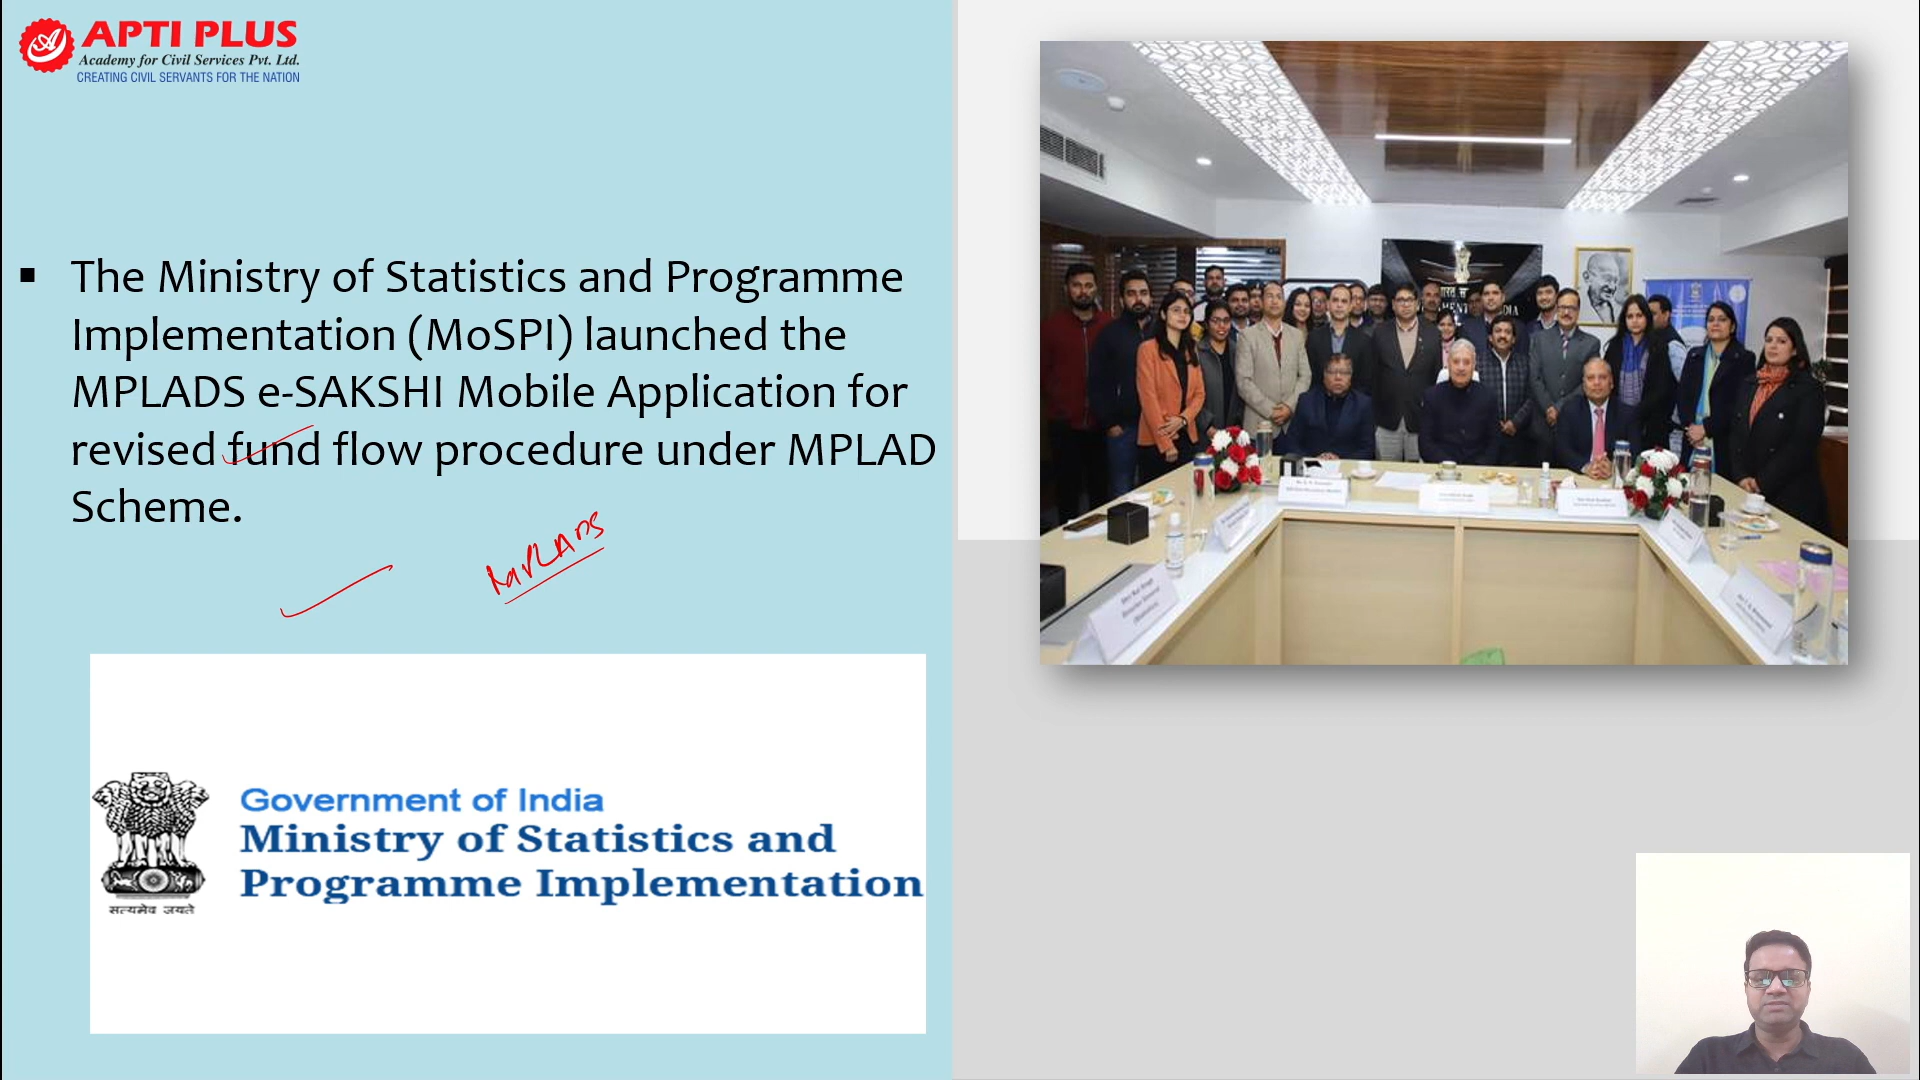 APTI PLUS
Academy for Civil Services Pvt. Ltd.
CREATING CIVIL SERVANTS FOR THE NATION
▪ The Ministry of Statistics and Programme
Implementation (MoSPI) launched the
MPLADS e-SAKSHI Mobile Application for
revised fund flow procedure under MPLAD
Scheme.
MPLADS
Government of India
Ministry of Statistics and
Programme Implementation
सत्यमेव जयते